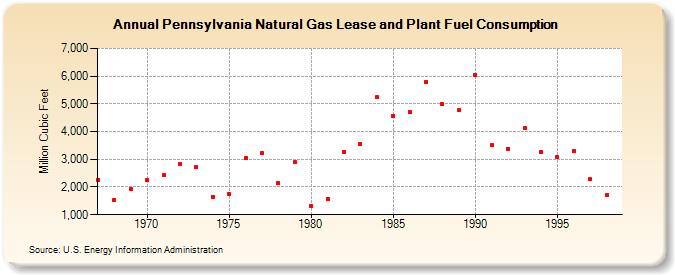 Annual Pennsylvania Natural Gas Lease and Plant Fuel Consumption
Million Cubic Feet
7,000
6,000
5,000
4,000
3,000
2,000
1,000
1970 1975 1980 1985 1990 1995
Source: U.S. Energy Information Administration